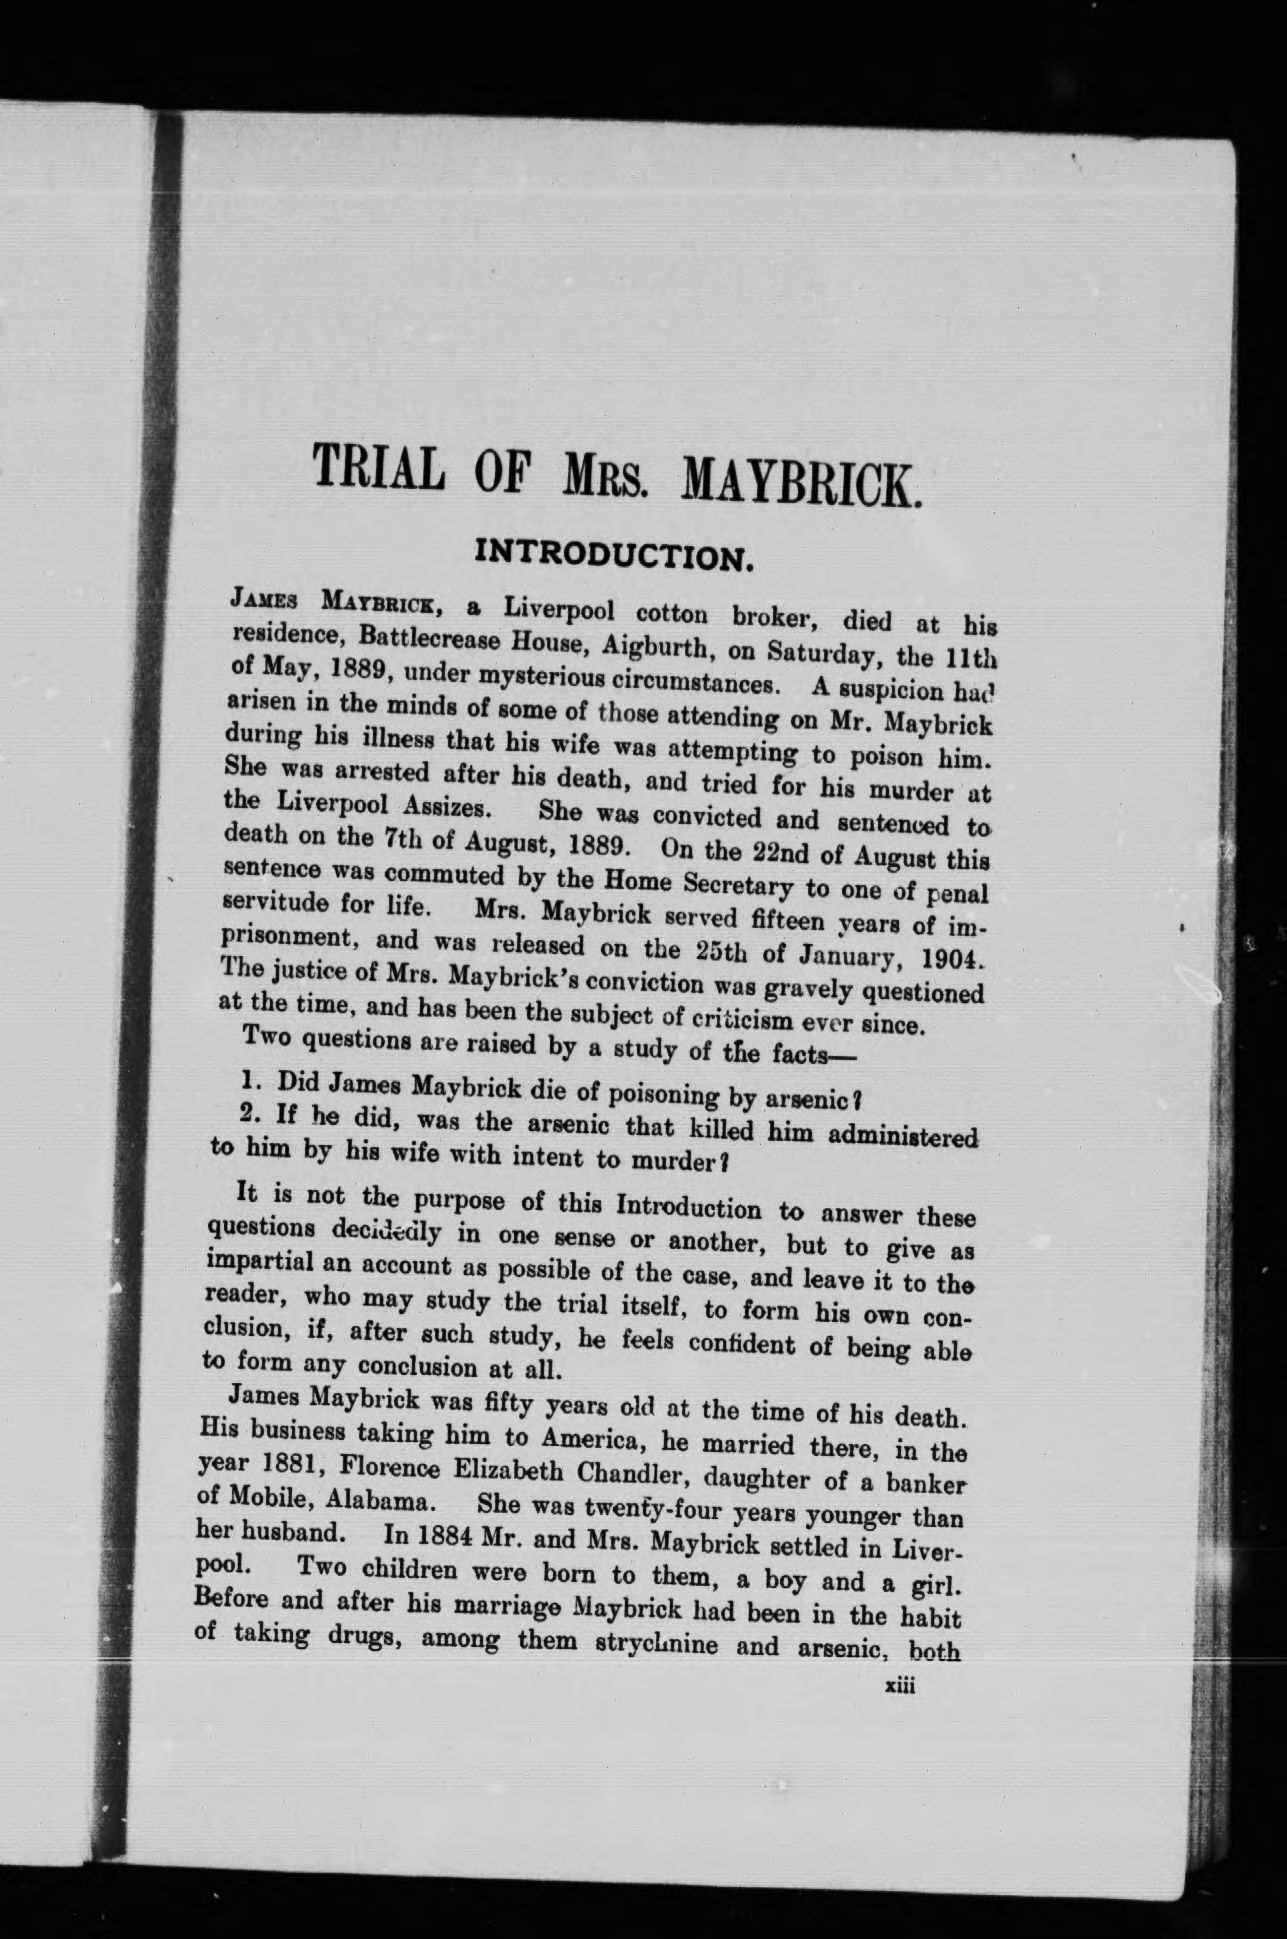 TRIAL OF MRS. MAYBRICK.
INTRODUCTION.
JAMES MAYBRICK, a Liverpool cotton broker, died at his
residence, Battlecrease House, Aigburth, on Saturday, the 11th
of May, 1889, under mysterious circumstances. A suspicion had
arisen in the minds of some of those attending on Mr. Maybrick
during his illness that his wife was attempting to poison him.
She was arrested after his death, and tried for his murder at
the Liverpool Assizes. She was convicted and sentenced to
death on the 7th of August, 1889. On the 22nd of August this
sentence was commuted by the Home Secretary to one of penal
servitude for life. Mrs. Maybrick served fifteen years of im-
prisonment, and was released on the 25th of January, 1904.
The justice of Mrs. Maybrick's conviction was gravely questioned
at the time, and has been the subject of criticism ever since.
Two questions are raised by a study of the facts—
1. Did James Maybrick die of poisoning by arsenic?
2. If he did, was the arsenic that killed him administered
to him by his wife with intent to murder?
It is not the purpose of this Introduction to answer these
questions decidedly in one sense or another, but to give as
impartial an account as possible of the case, and leave it to the
reader, who may study the trial itself, to form his own con-
clusion, if, after such study, he feels confident of being able
to form any conclusion at all.
James Maybrick was fifty years old at the time of his death.
His business taking him to America, he married there, in the
year 1881, Florence Elizabeth Chandler, daughter of a banker
of Mobile, Alabama. She was twenty-four years younger than
her husband. In 1884 Mr. and Mrs. Maybrick settled in Liver-
pool. Two children were born to them, a boy and a girl.
Before and after his marriage Maybrick had been in the habit
of taking drugs, among them strychnine and arsenic, both
xiii